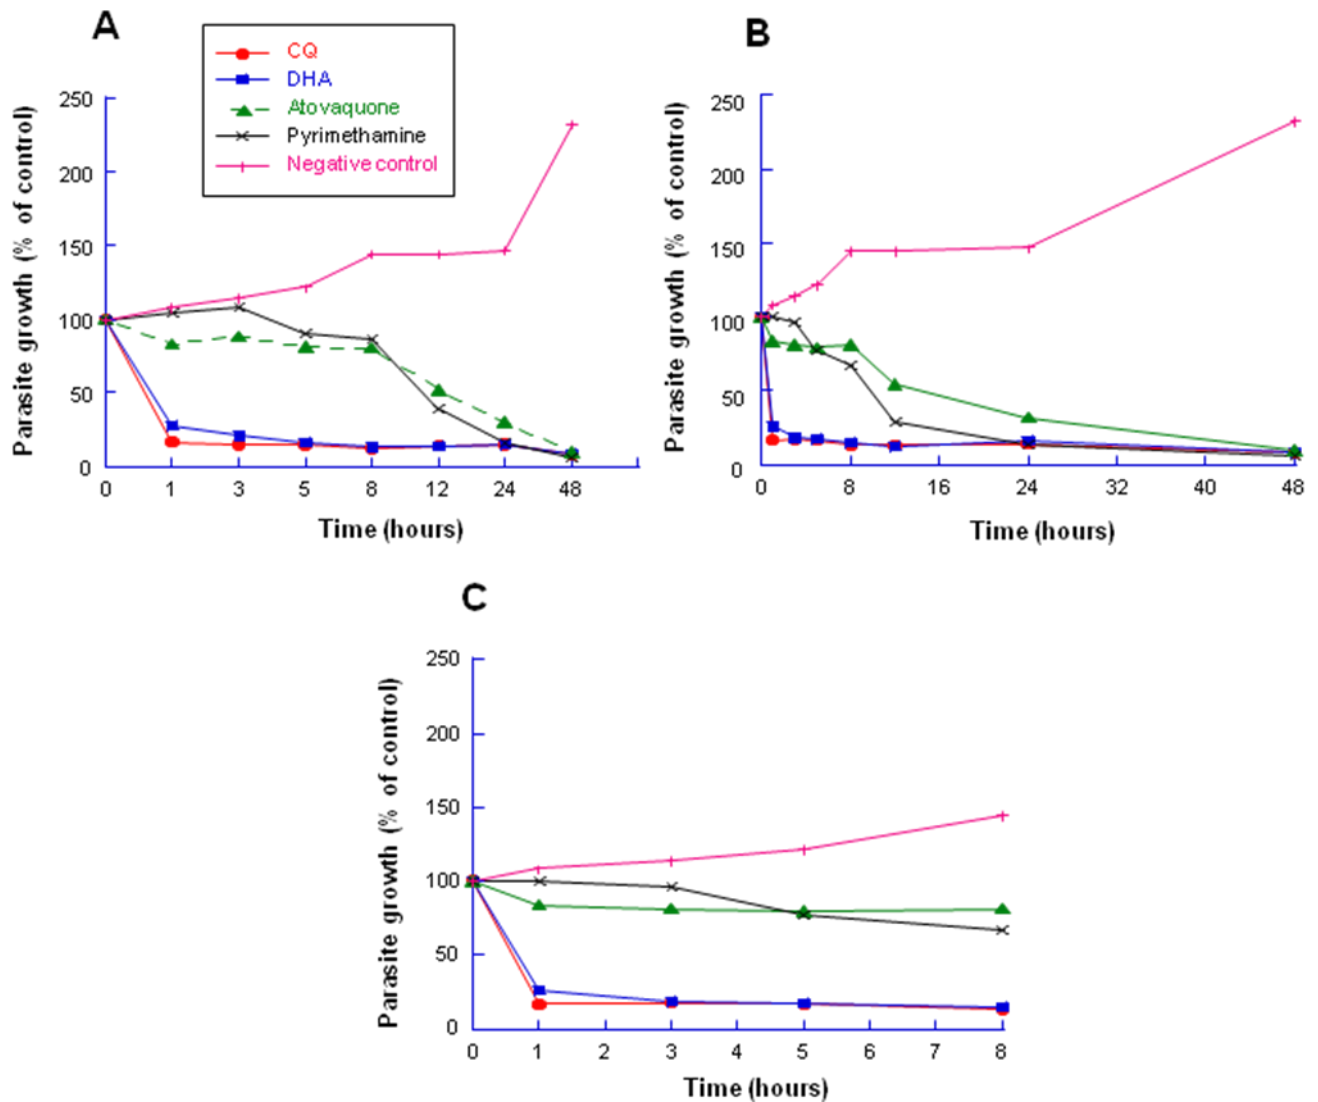 A
CQ
DHA
Atovaquone
Pyrimethamine
Negative control
Parasite growth (% of control)
250
200
150
100
50
0
0 1 3 5 8 12 24 48
Time (hours)
B
Parasite growth (% of control)
250
200
150
100
50
0
0 8 16 24 32 40 48
Time (hours)
C
Parasite growth (% of control)
250
200
150
100
50
0
0 1 2 3 4 5 6 7 8
Time (hours)